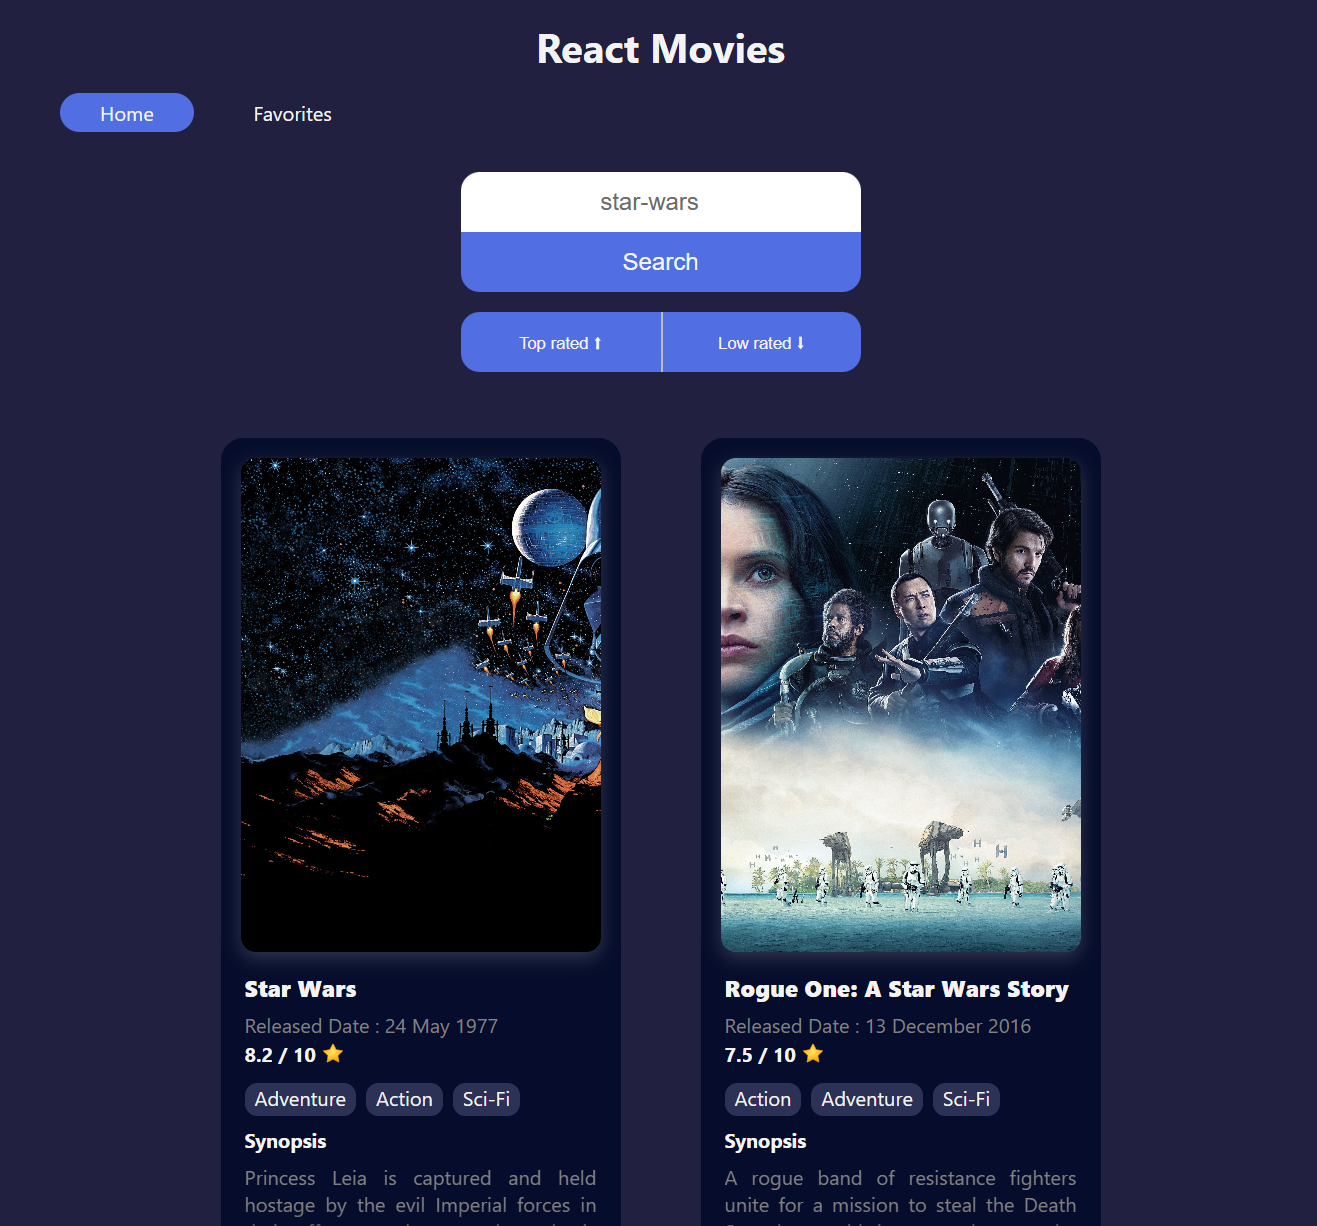 React Movies
Home
Favorites
star-wars
Search
Top rated ⬆
Low rated ⬇
Star Wars
Released Date : 24 May 1977
8.2 / 10 ⭐
Adventure
Action
Sci-Fi
Synopsis
Princess Leia is captured and held
hostage by the evil Imperial forces in
Rogue One: A Star Wars Story
Released Date : 13 December 2016
7.5 / 10 ⭐
Action
Adventure
Sci-Fi
Synopsis
A rogue band of resistance fighters
unite for a mission to steal the Death